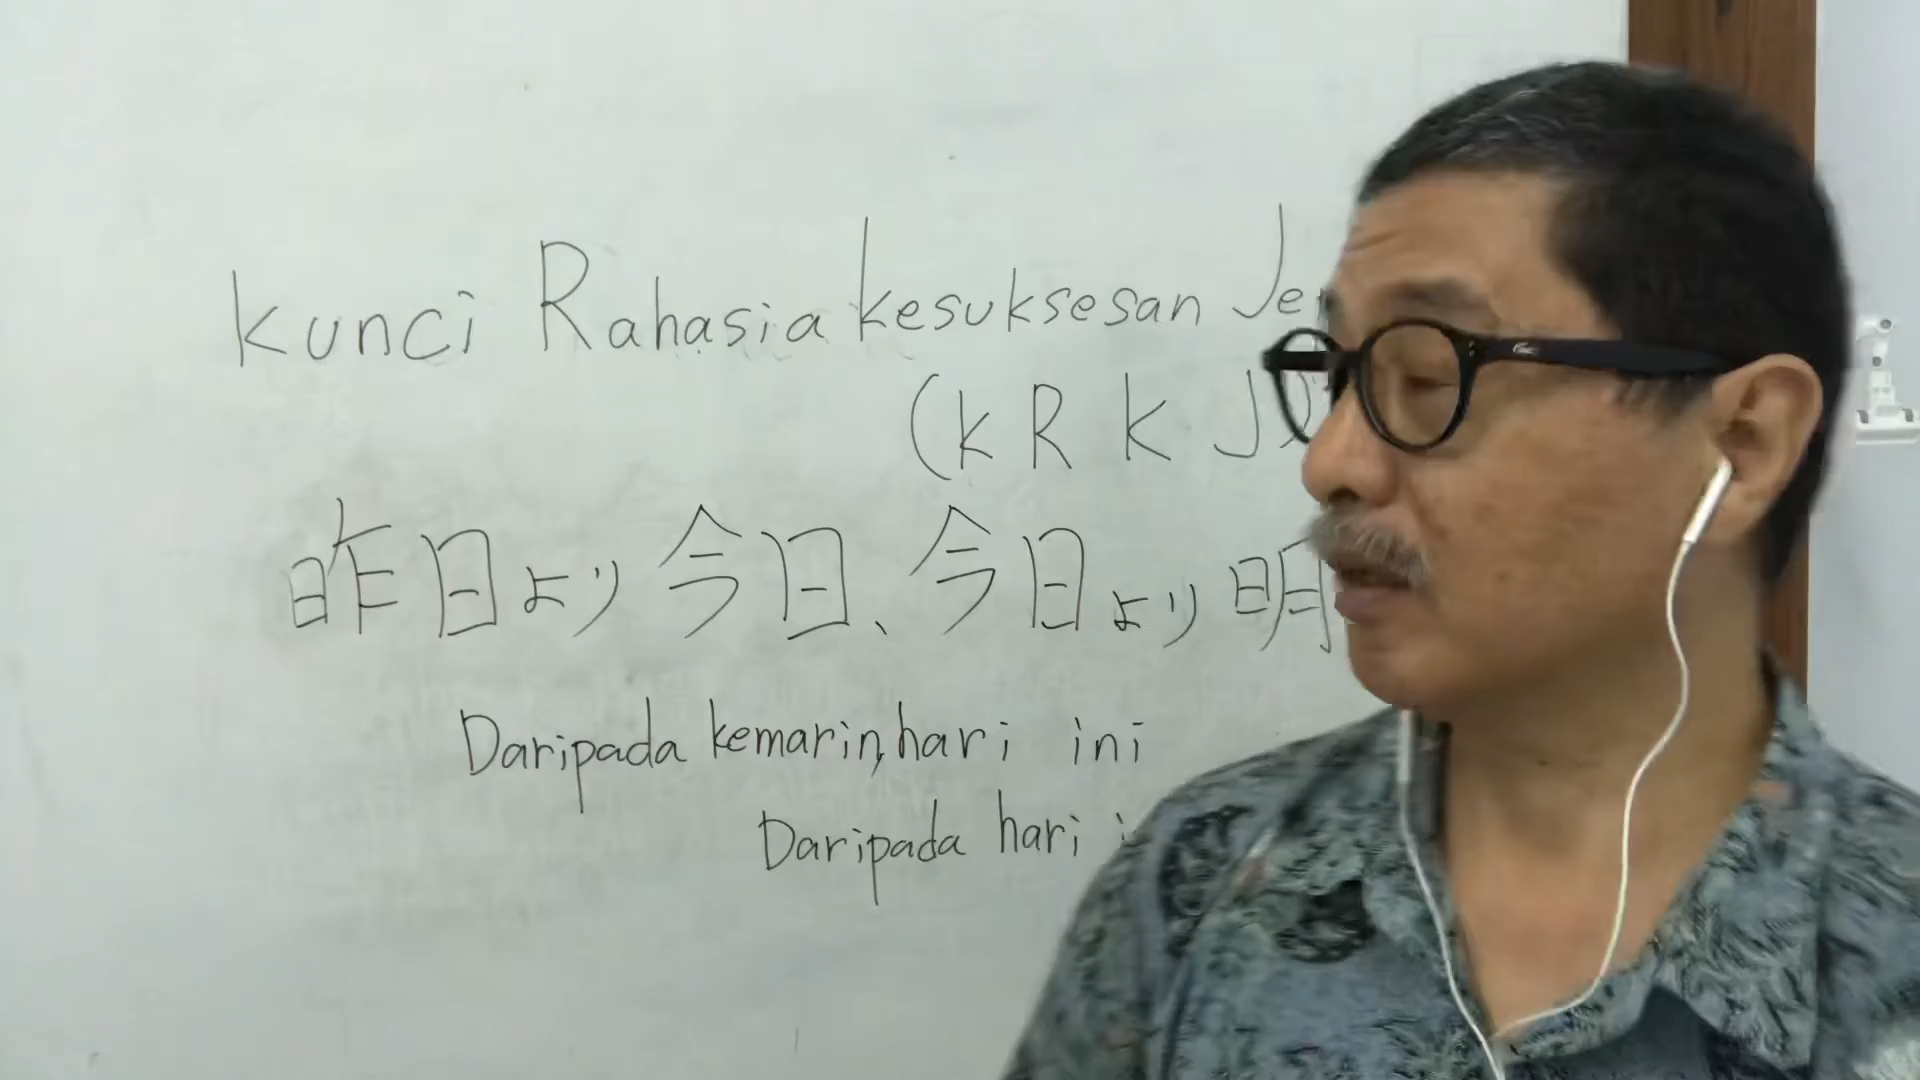 Kunci Rahasia kesuksesan
(K R K J)
昨日より今日、今日より明
Daripada kemarin, hari ini
Daripada hari